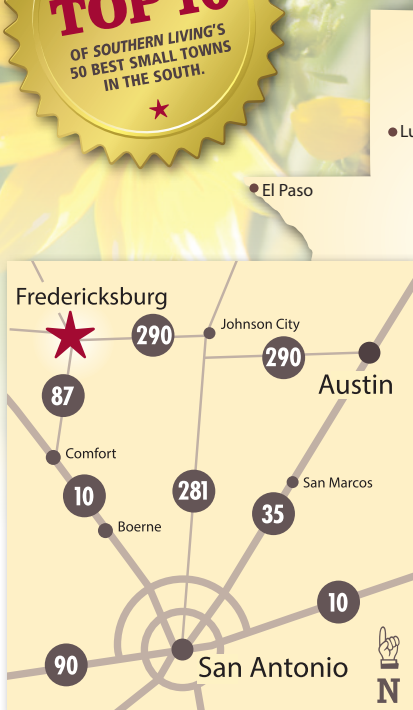 TOP 10
OF SOUTHERN LIVING'S
50 BEST SMALL TOWNS
IN THE SOUTH.
El Paso
Fredericksburg
Johnson City
290
290
Austin
87
Comfort
10
281
San Marcos
35
Boerne
10
90
San Antonio
N